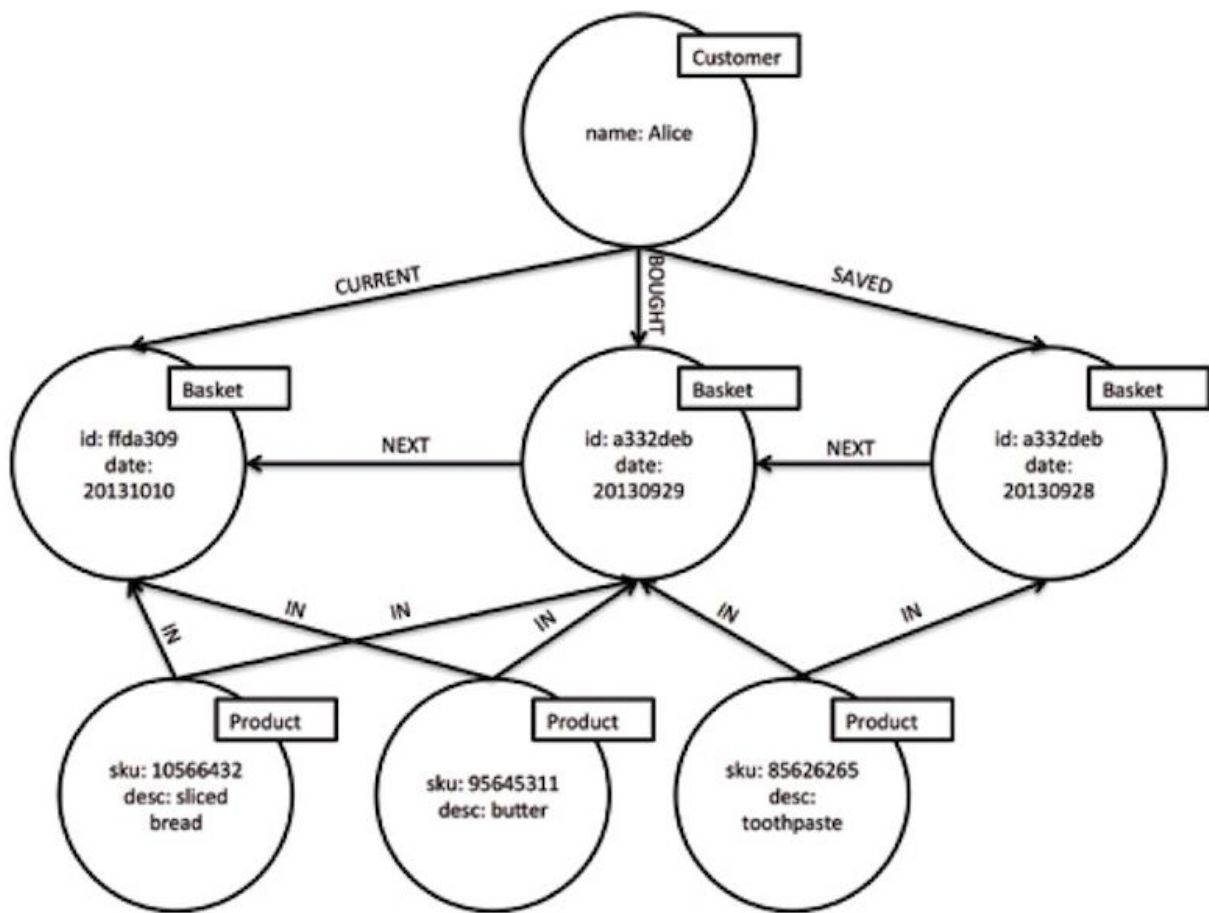 Customer
name: Alice
CURRENT
BOUGHT
SAVED
Basket
id: ffda309
date:
20131010
NEXT
Basket
id: a332deb
date:
20130929
NEXT
Basket
id: a332deb
date:
20130928
IN
IN
IN
IN
IN
IN
Product
sku: 10566432
desc: sliced
bread
Product
sku: 95645311
desc: butter
Product
sku: 85626265
desc:
toothpaste